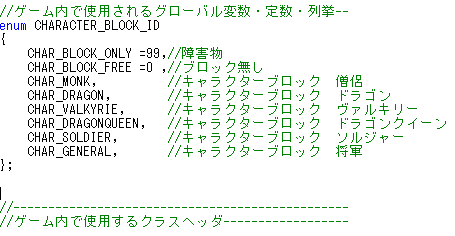 //ゲーム内で使用されるグローバル変数・定数・列挙--
enum CHARACTER_BLOCK_ID
{
CHAR_BLOCK_ONLY =99,//障害物
CHAR_BLOCK_FREE =0 ,//ブロック無し
CHAR_MONK, //キャラクターブロック 僧侶
CHAR_DRAGON, //キャラクターブロック ドラゴン
CHAR_VALKYRIE, //キャラクターブロック ヴァルキリー
CHAR_DRAGONQUEEN, //キャラクターブロック ドラゴンクイーン
CHAR_SOLDIER, //キャラクターブロック ソルジャー
CHAR_GENERAL, //キャラクターブロック 将軍
};
//------------------------------------------------
//ゲーム内で使用するクラスヘッダ------------------